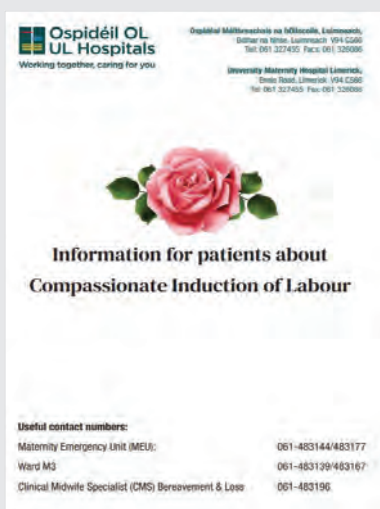 Ospidéil OL
UL Hospitals
Working together, caring for you
Ospidéal Máithreachais na hOllscoile, Luimneach,
Bóthar na hInse, Luimneach V94 C566
Tel: 061 327455 Facs: 061 326086
University Maternity Hospital Limerick,
Ennis Road, Limerick V94 C566
Tel: 061 327455 Fax: 061 326086
Information for patients about
Compassionate Induction of Labour
Useful contact numbers:
Maternity Emergency Unit (MEU): 061-483144/483177
Ward M3 061-483139/483167
Clinical Midwife Specialist (CMS) Bereavement & Loss 061-483196